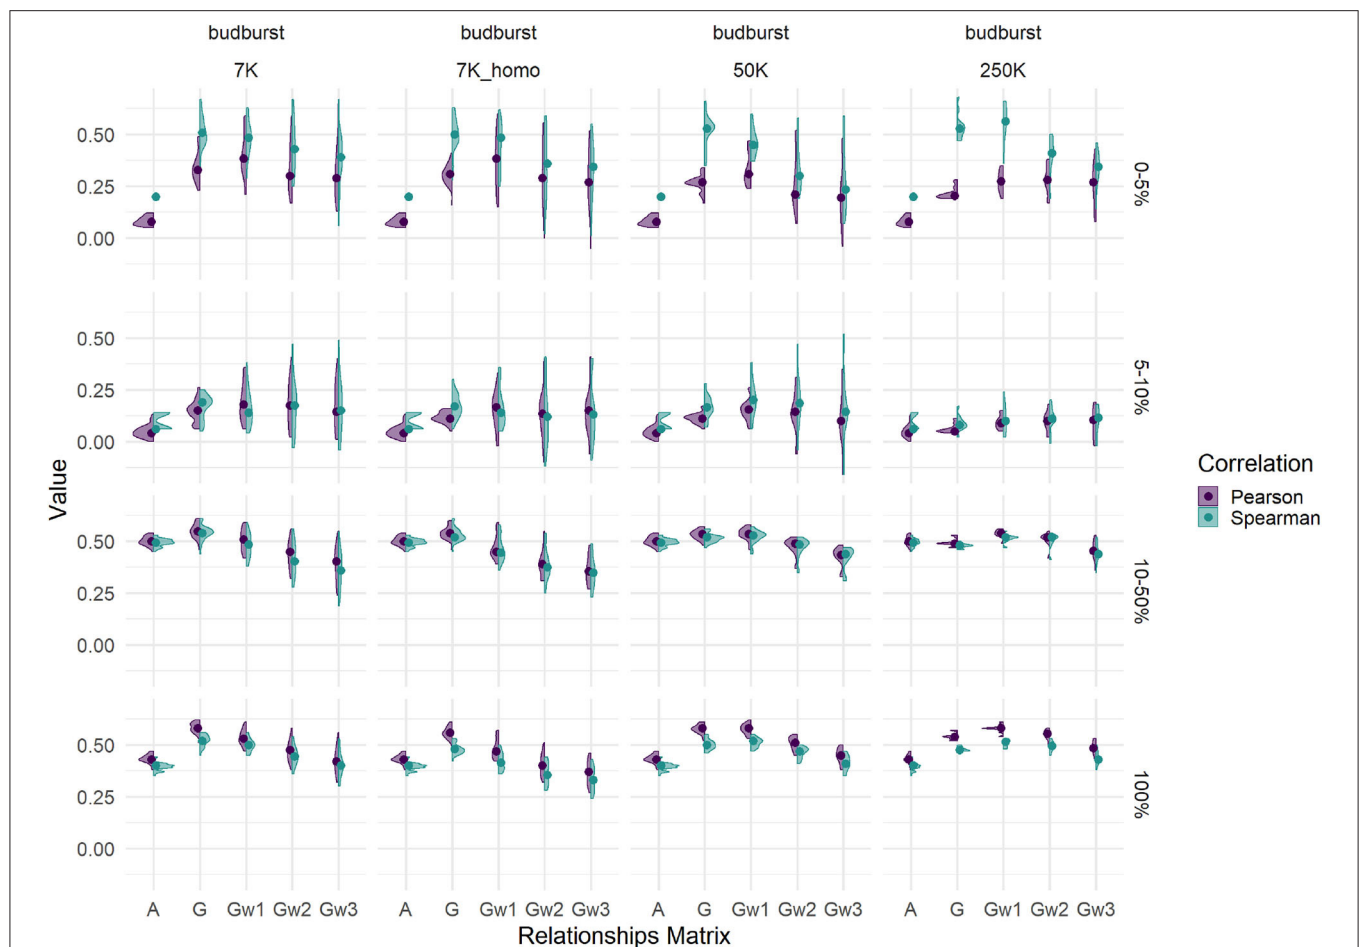 budburst budburst budburst budburst
7K 7K_homo 50K 250K
0.50
0.25
0.00
0-5%
0.50
0.25
0.00
5-10%
0.50
0.25
0.00
10-50%
0.50
0.25
0.00
100%
Value
A G Gw1 Gw2 Gw3 A G Gw1 Gw2 Gw3 A G Gw1 Gw2 Gw3 A G Gw1 Gw2 Gw3
Relationships Matrix
Correlation
Pearson
Spearman